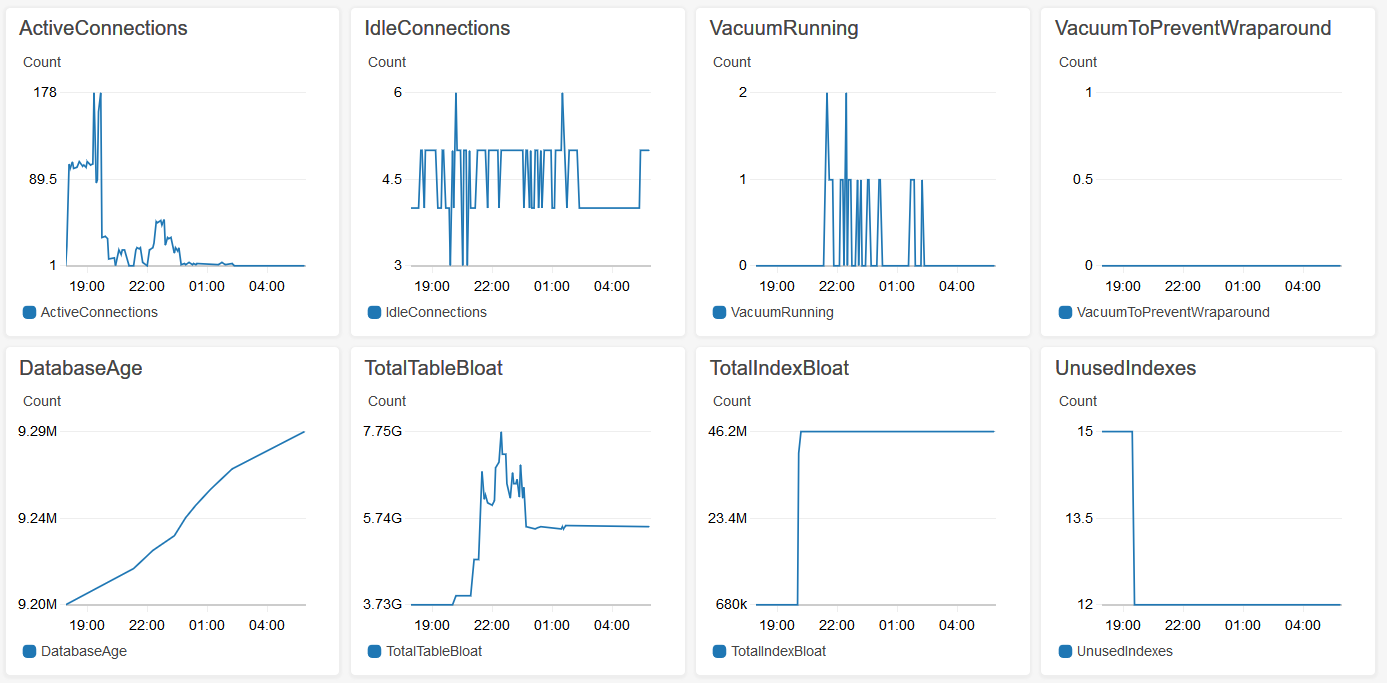 ActiveConnections
Count
178
89.5
1
19:00 22:00 01:00 04:00
ActiveConnections
IdleConnections
Count
6
4.5
3
19:00 22:00 01:00 04:00
IdleConnections
VacuumRunning
Count
2
1
0
19:00 22:00 01:00 04:00
VacuumRunning
VacuumToPreventWraparound
Count
1
0.5
0
19:00 22:00 01:00 04:00
VacuumToPreventWraparound
DatabaseAge
Count
9.29M
9.24M
9.20M
19:00 22:00 01:00 04:00
DatabaseAge
TotalTableBloat
Count
7.75G
5.74G
3.73G
19:00 22:00 01:00 04:00
TotalTableBloat
TotalIndexBloat
Count
46.2M
23.4M
680k
19:00 22:00 01:00 04:00
TotalIndexBloat
UnusedIndexes
Count
15
13.5
12
19:00 22:00 01:00 04:00
UnusedIndexes